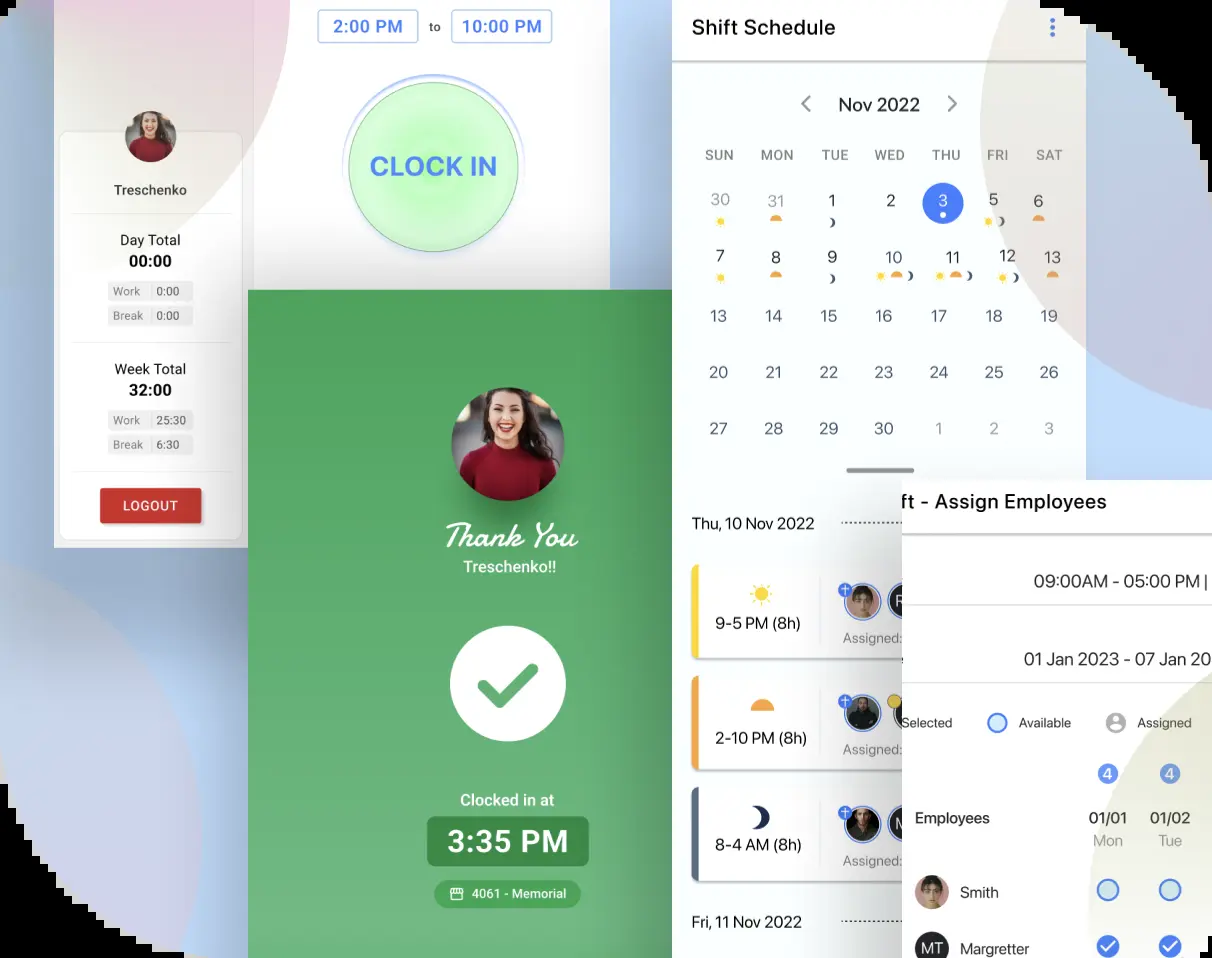 2:00 PM to 10:00 PM
CLOCK IN
Treschenko
Day Total
00:00
Work 0:00
Break 0:00
Week Total
32:00
Work 25:30
Break 6:30
LOGOUT
Thank You
Treschenko!!
Clocked in at
3:35 PM
4061 - Memorial
Shift Schedule
Nov 2022
SUN MON TUE WED THU FRI SAT
30 31 1 2 3 5 6
7 8 9 10 11 12 13
13 14 15 16 17 18 19
20 21 22 23 24 25 26
27 28 29 30 1 2 3
Thu, 10 Nov 2022
9-5 PM (8h)
Assigned:
2-10 PM (8h)
Assigned:
8-4 AM (8h)
Assigned:
Fri, 11 Nov 2022
ft - Assign Employees
09:00AM - 05:00 PM |
01 Jan 2023 - 07 Jan 20
Selected Available Assigned
4 4
Employees 01/01 01/02
Mon Tue
Smith
MT Margretter